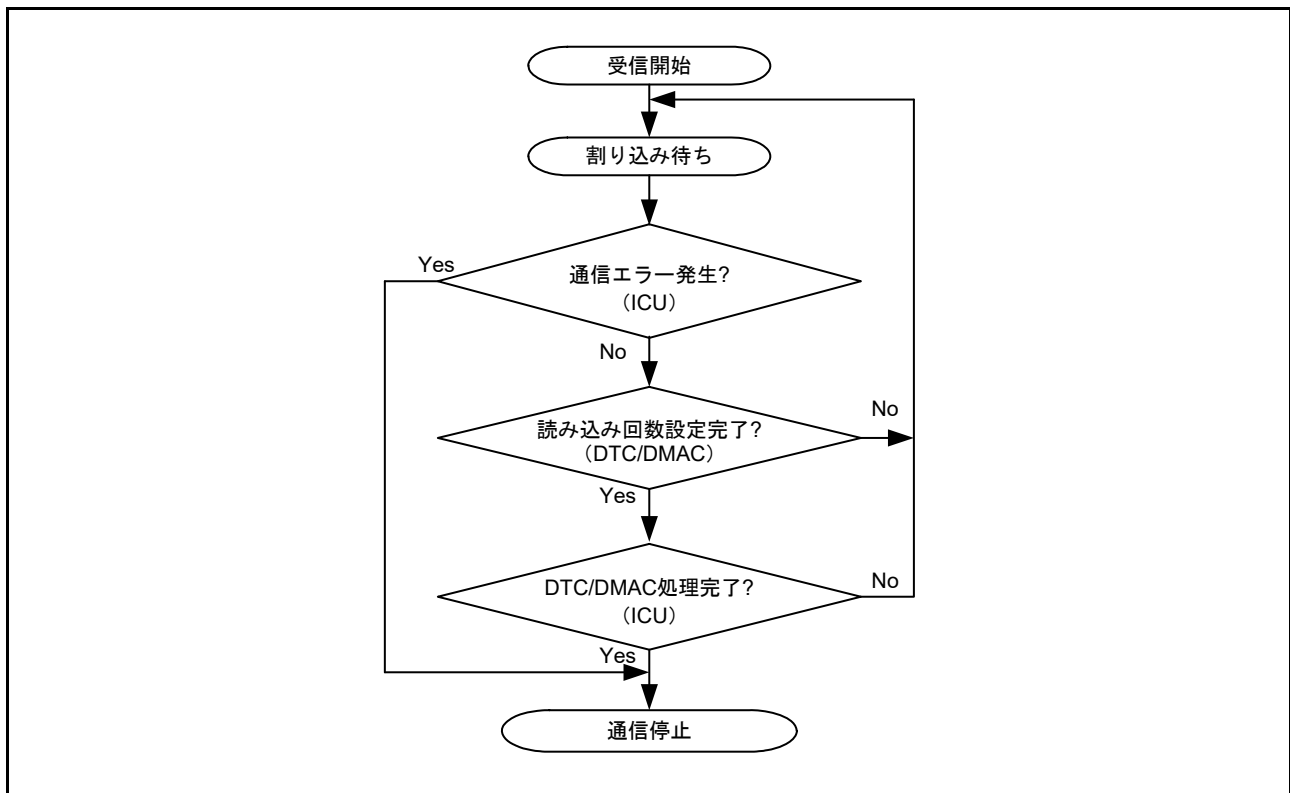 受信開始
割り込み待ち
Yes
通信エラー発生?
（ICU）
No
読み込み回数設定完了?
（DTC/DMAC）
No
Yes
DTC/DMAC処理完了?
（ICU）
No
Yes
通信停止